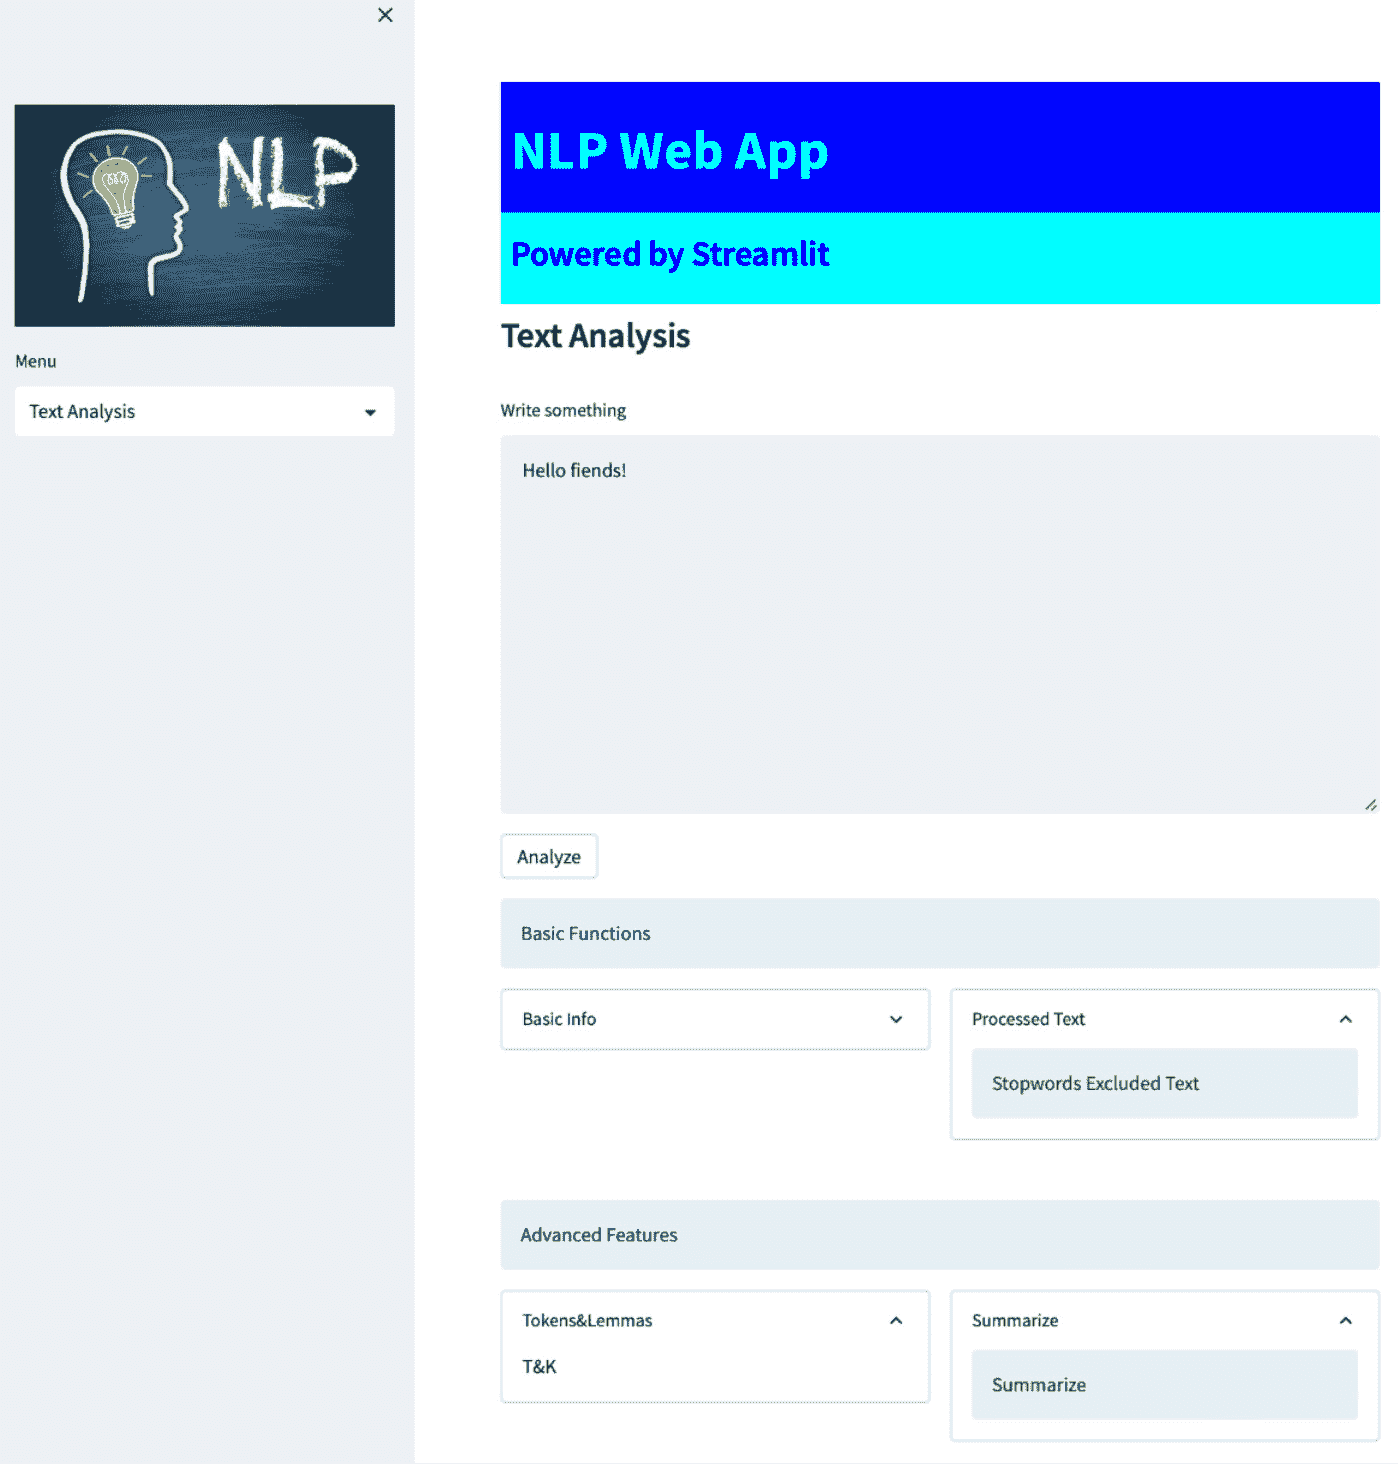 NLP
Menu
Text Analysis
NLP Web App
Powered by Streamlit
Text Analysis
Write something
Hello fiends!
Analyze
Basic Functions
Basic Info
Processed Text
Stopwords Excluded Text
Advanced Features
Tokens&Lemmas
T&K
Summarize
Summarize